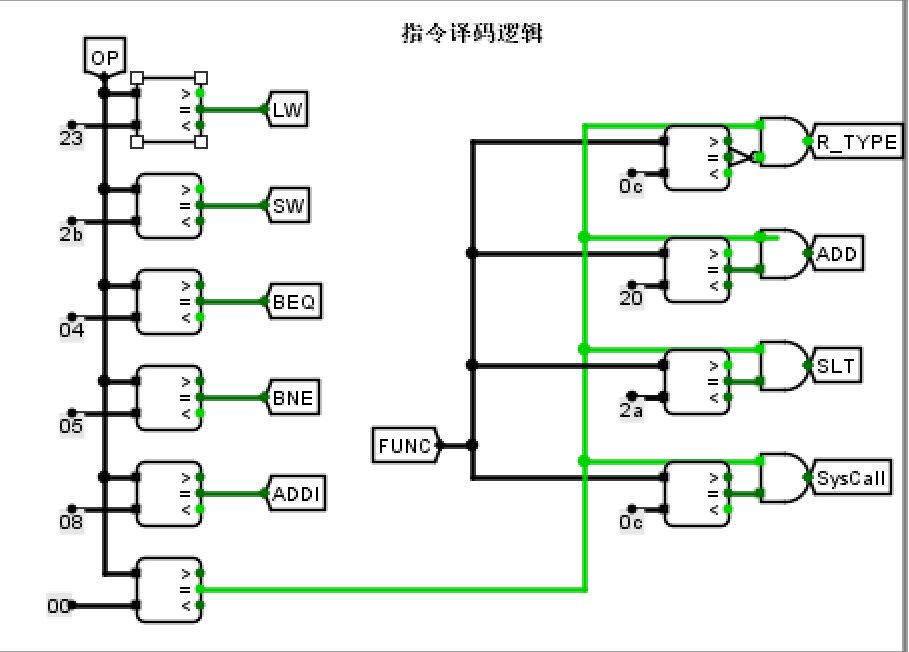 指令译码逻辑
OP
>
=
<
23
LW
>
=
<
2b
SW
>
=
<
04
BEQ
>
=
<
05
BNE
>
=
<
08
ADDI
>
=
<
00
FUNC
>
=
<
0c
R_TYPE
>
=
<
20
ADD
>
=
<
2a
SLT
>
=
<
0c
SysCall